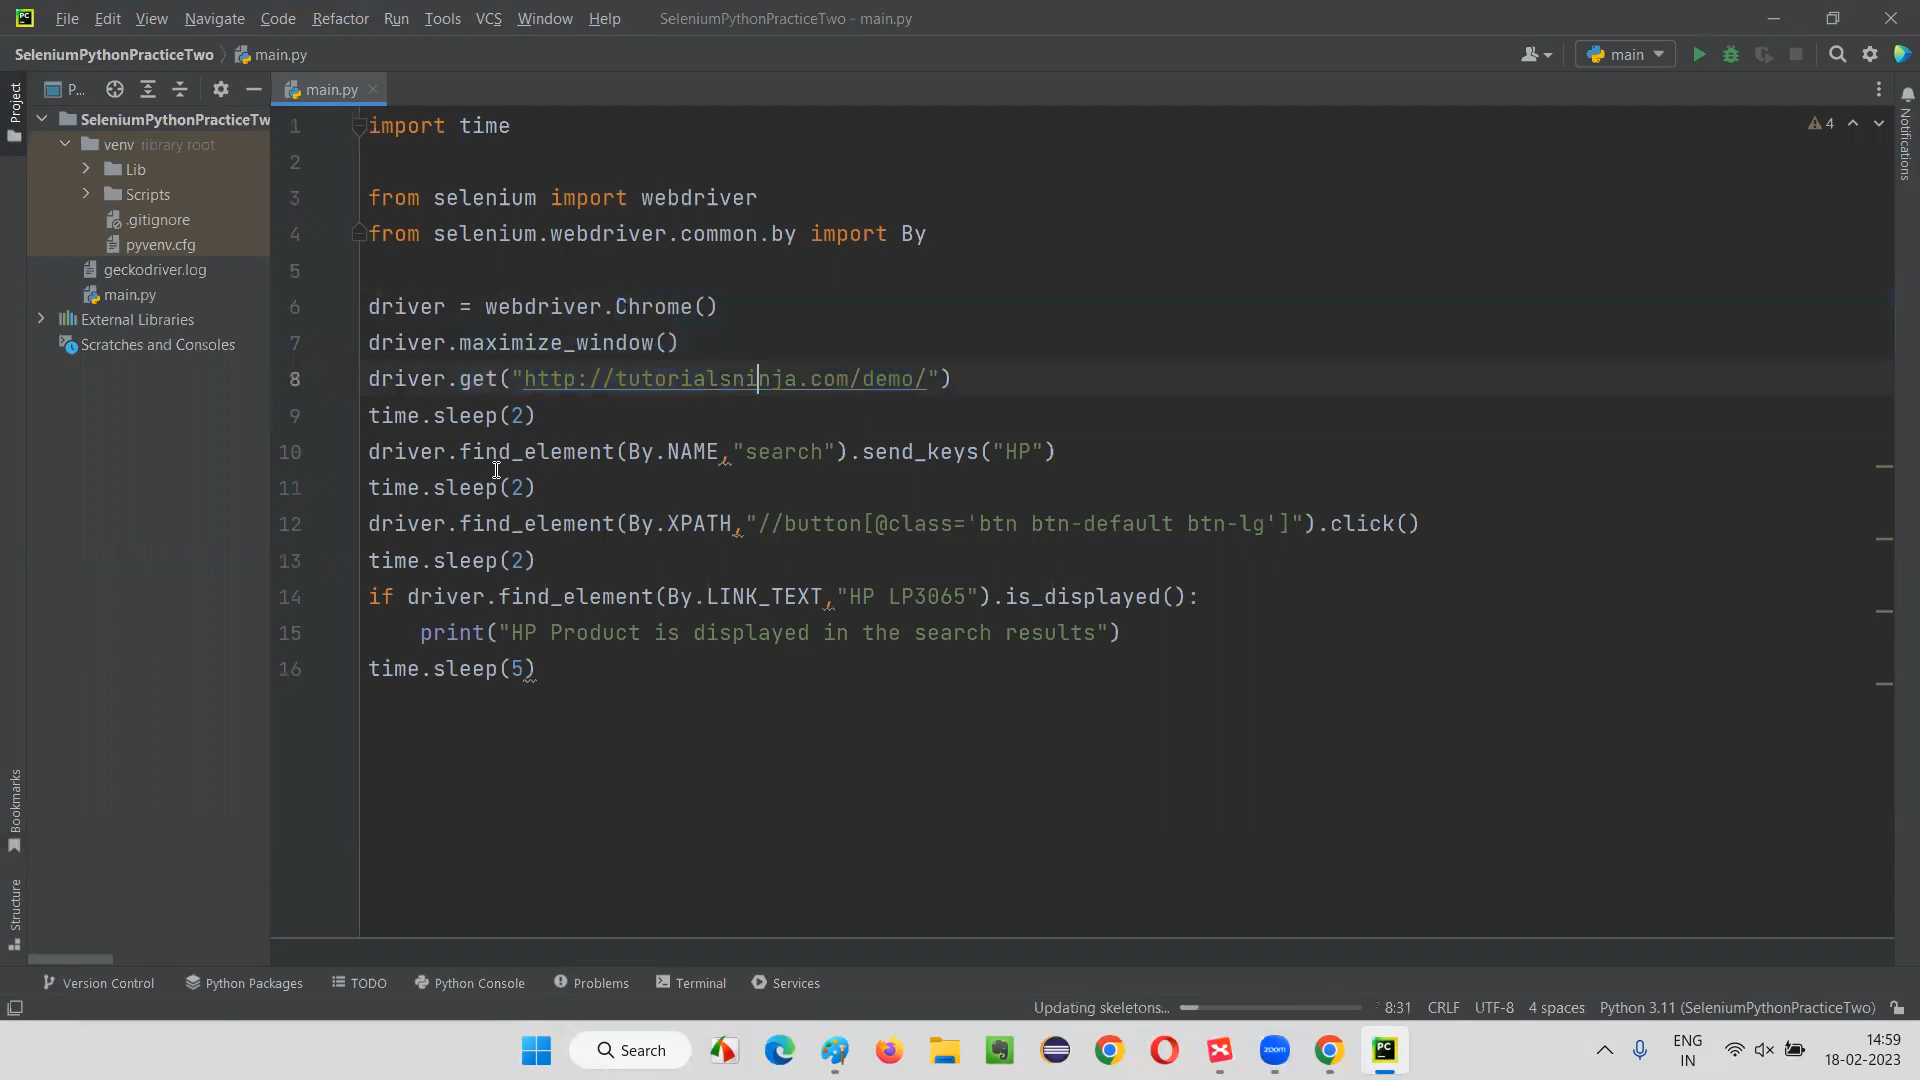 File Edit View Navigate Code Refactor Run Tools VCS Window Help SeleniumPythonPracticeTwo - main.py
SeleniumPythonPracticeTwo main.py
main
Project
P...
main.py
SeleniumPythonPracticeTw
venv library root
Lib
Scripts
.gitignore
pyvenv.cfg
geckodriver.log
main.py
External Libraries
Scratches and Consoles
1 import time
2
3 from selenium import webdriver
4 from selenium.webdriver.common.by import By
5
6 driver = webdriver.Chrome()
7 driver.maximize_window()
8 driver.get("http://tutorialsninja.com/demo/")
9 time.sleep(2)
10 driver.find_element(By.NAME,"search").send_keys("HP")
11 time.sleep(2)
12 driver.find_element(By.XPATH,"//button[@class='btn btn-default btn-lg']").click()
13 time.sleep(2)
14 if driver.find_element(By.LINK_TEXT,"HP LP3065").is_displayed():
15 print("HP Product is displayed in the search results")
16 time.sleep(5)
4
Notifications
Bookmarks
Structure
Version Control Python Packages TODO Python Console Problems Terminal Services
Updating skeletons... 8:31 CRLF UTF-8 4 spaces Python 3.11 (SeleniumPythonPracticeTwo)
Search
zoom
PC
ENG
IN
14:59
18-02-2023